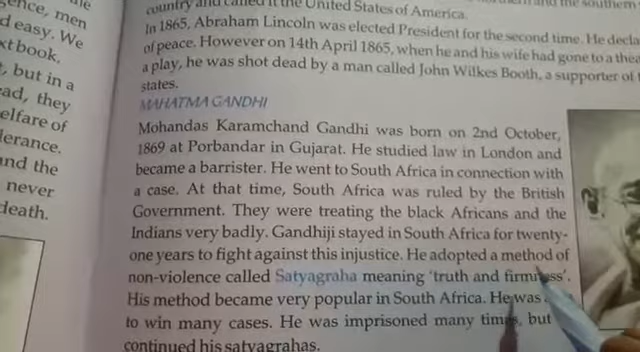 ence, men
d easy. We
xt book,
, but in a
ad, they
elfare of
lerance.
and the
never
death.
country and called it the United States of America.
In 1865, Abraham Lincoln was elected President for the second time. He decla
of peace. However on 14th April 1865, when he and his wife had gone to a thea
a play, he was shot dead by a man called John Wilkes Booth, a supporter of
states.
MAHATMA GANDHI
Mohandas Karamchand Gandhi was born on 2nd October,
1869 at Porbandar in Gujarat. He studied law in London and
became a barrister. He went to South Africa in connection with
a case. At that time, South Africa was ruled by the British
Government. They were treating the black Africans and the
Indians very badly. Gandhiji stayed in South Africa for twenty-
one years to fight against this injustice. He adopted a method of
non-violence called Satyagraha meaning 'truth and firmness'.
His method became very popular in South Africa. He was
to win many cases. He was imprisoned many times, but
continued his satyagrahas.